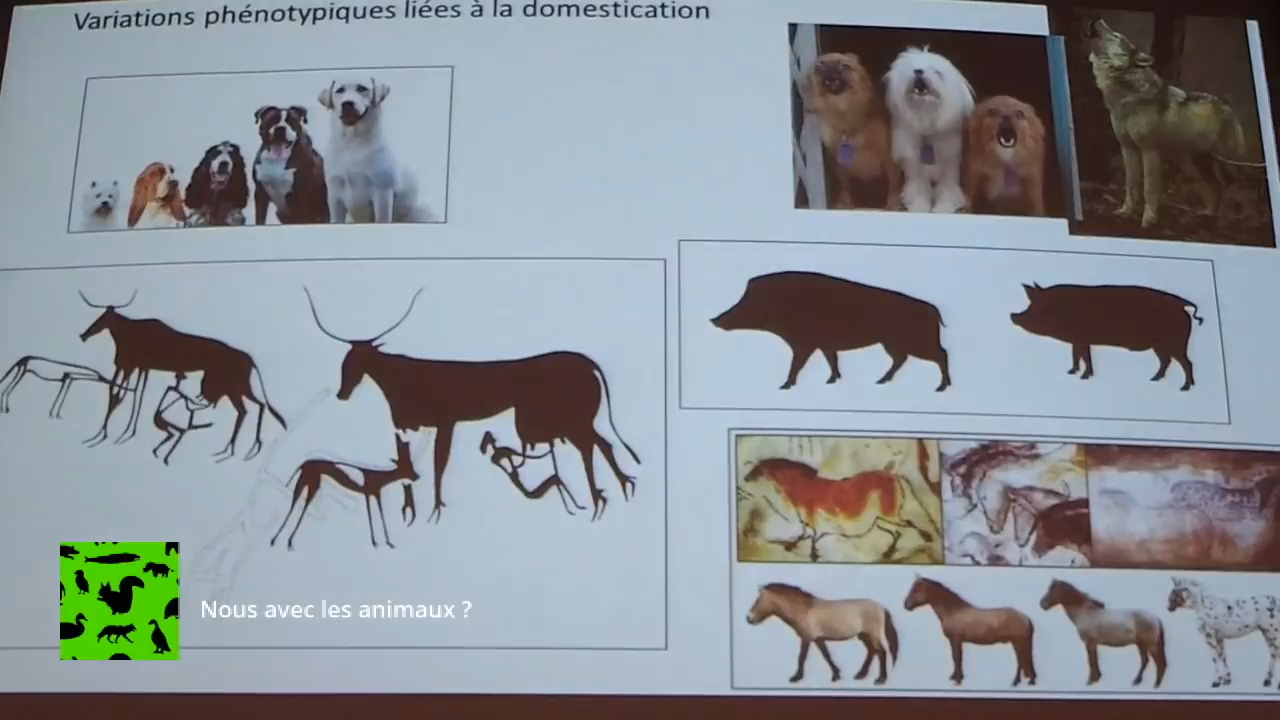 Variations phénotypiques liées à la domestication
Nous avec les animaux ?